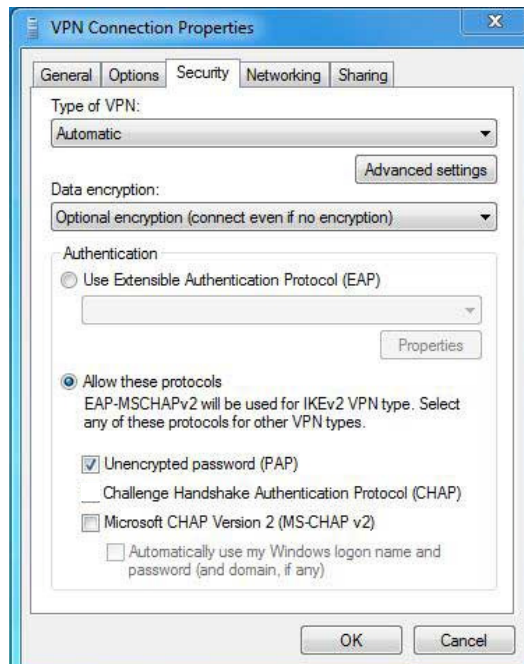 VPN Connection Properties
X
General Options Security Networking Sharing
Type of VPN:
Automatic
Advanced settings
Data encryption:
Optional encryption (connect even if no encryption)
Authentication
Use Extensible Authentication Protocol (EAP)
Properties
Allow these protocols
EAP-MSCHAPv2 will be used for IKEv2 VPN type. Select
any of these protocols for other VPN types.
Unencrypted password (PAP)
Challenge Handshake Authentication Protocol (CHAP)
Microsoft CHAP Version 2 (MS-CHAP v2)
Automatically use my Windows logon name and
password (and domain, if any)
OK Cancel